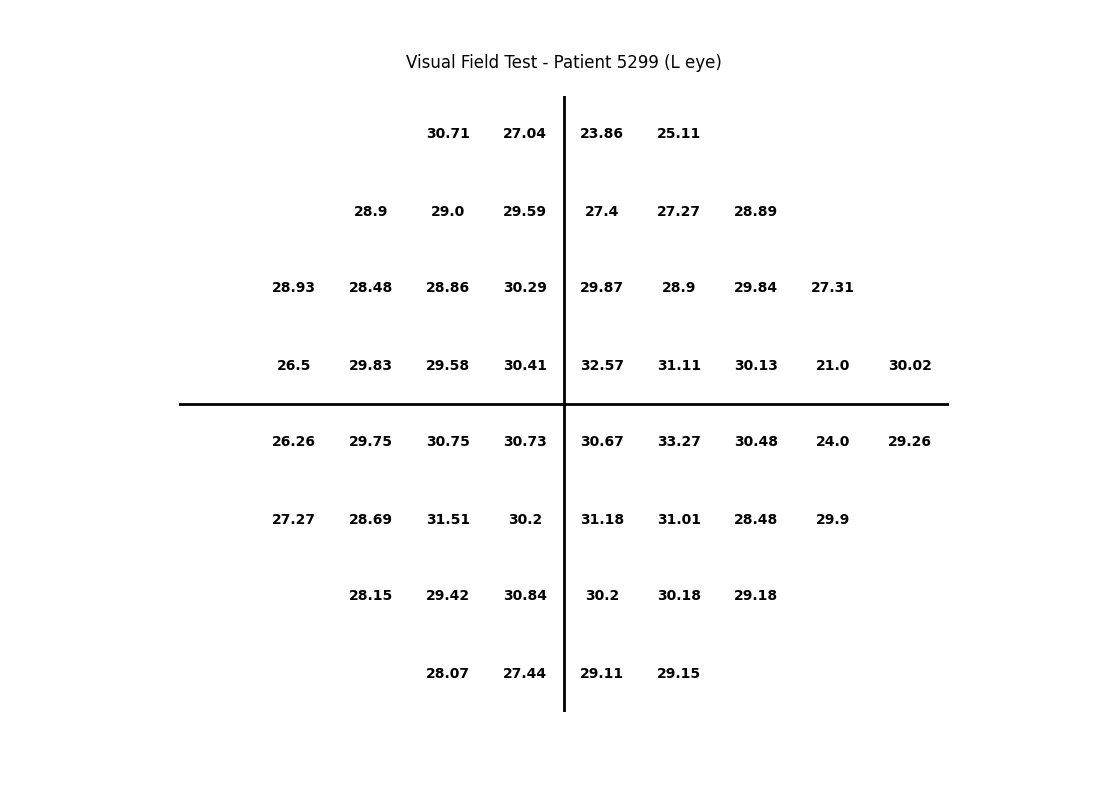 Visual Field Test - Patient 5299 (L eye)
30.71 27.04 23.86 25.11
28.9 29.0 29.59 27.4 27.27 28.89
28.93 28.48 28.86 30.29 29.87 28.9 29.84 27.31
26.5 29.83 29.58 30.41 32.57 31.11 30.13 21.0 30.02
26.26 29.75 30.75 30.73 30.67 33.27 30.48 24.0 29.26
27.27 28.69 31.51 30.2 31.18 31.01 28.48 29.9
28.15 29.42 30.84 30.2 30.18 29.18
28.07 27.44 29.11 29.15